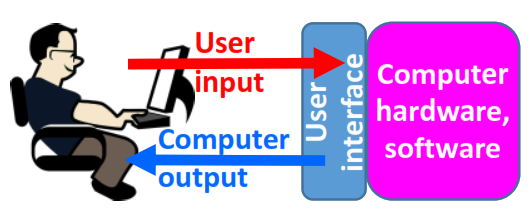 User
input
Computer
output
User
interface
Computer
hardware,
software